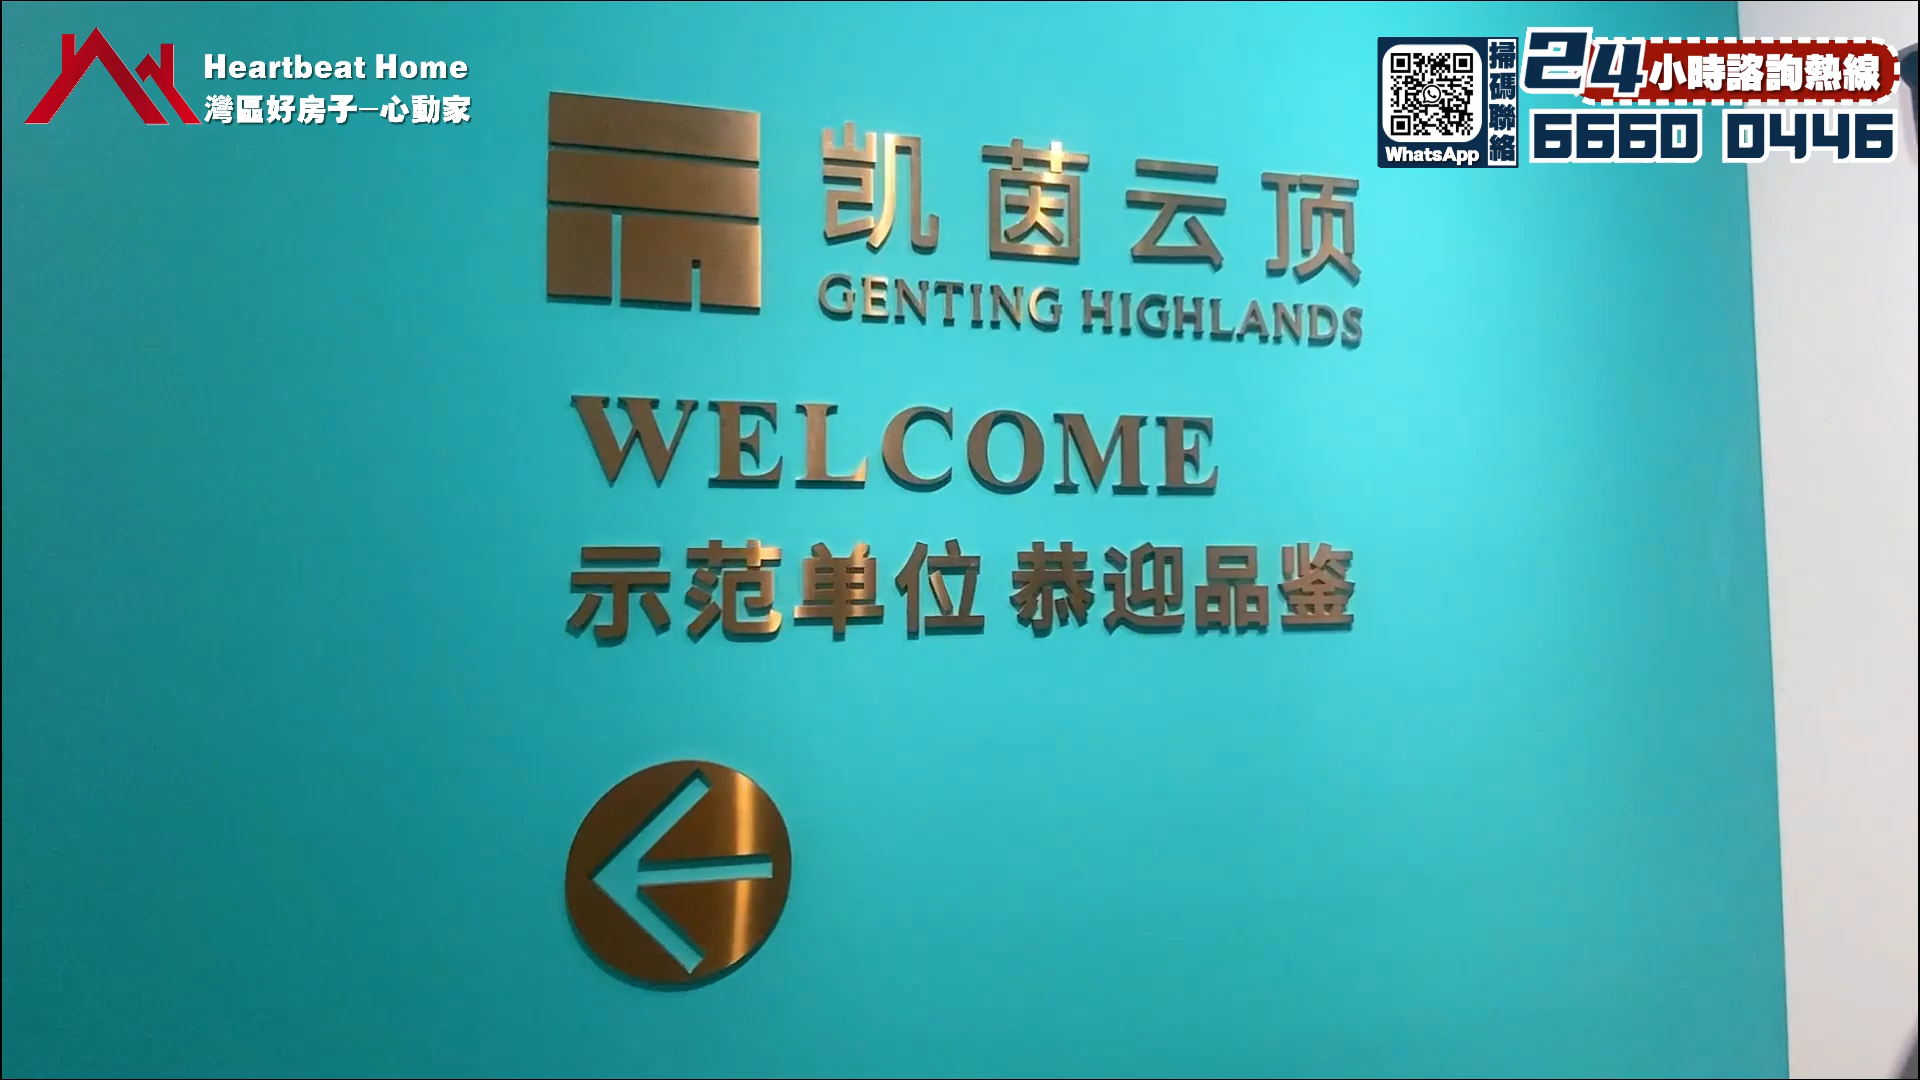 Heartbeat Home
灣區好房子—心動家
掃碼聯絡
WhatsApp
24小時諮詢熱線
6660 0446
凯茵云顶
GENTING HIGHLANDS
WELCOME
示范单位 恭迎品鉴